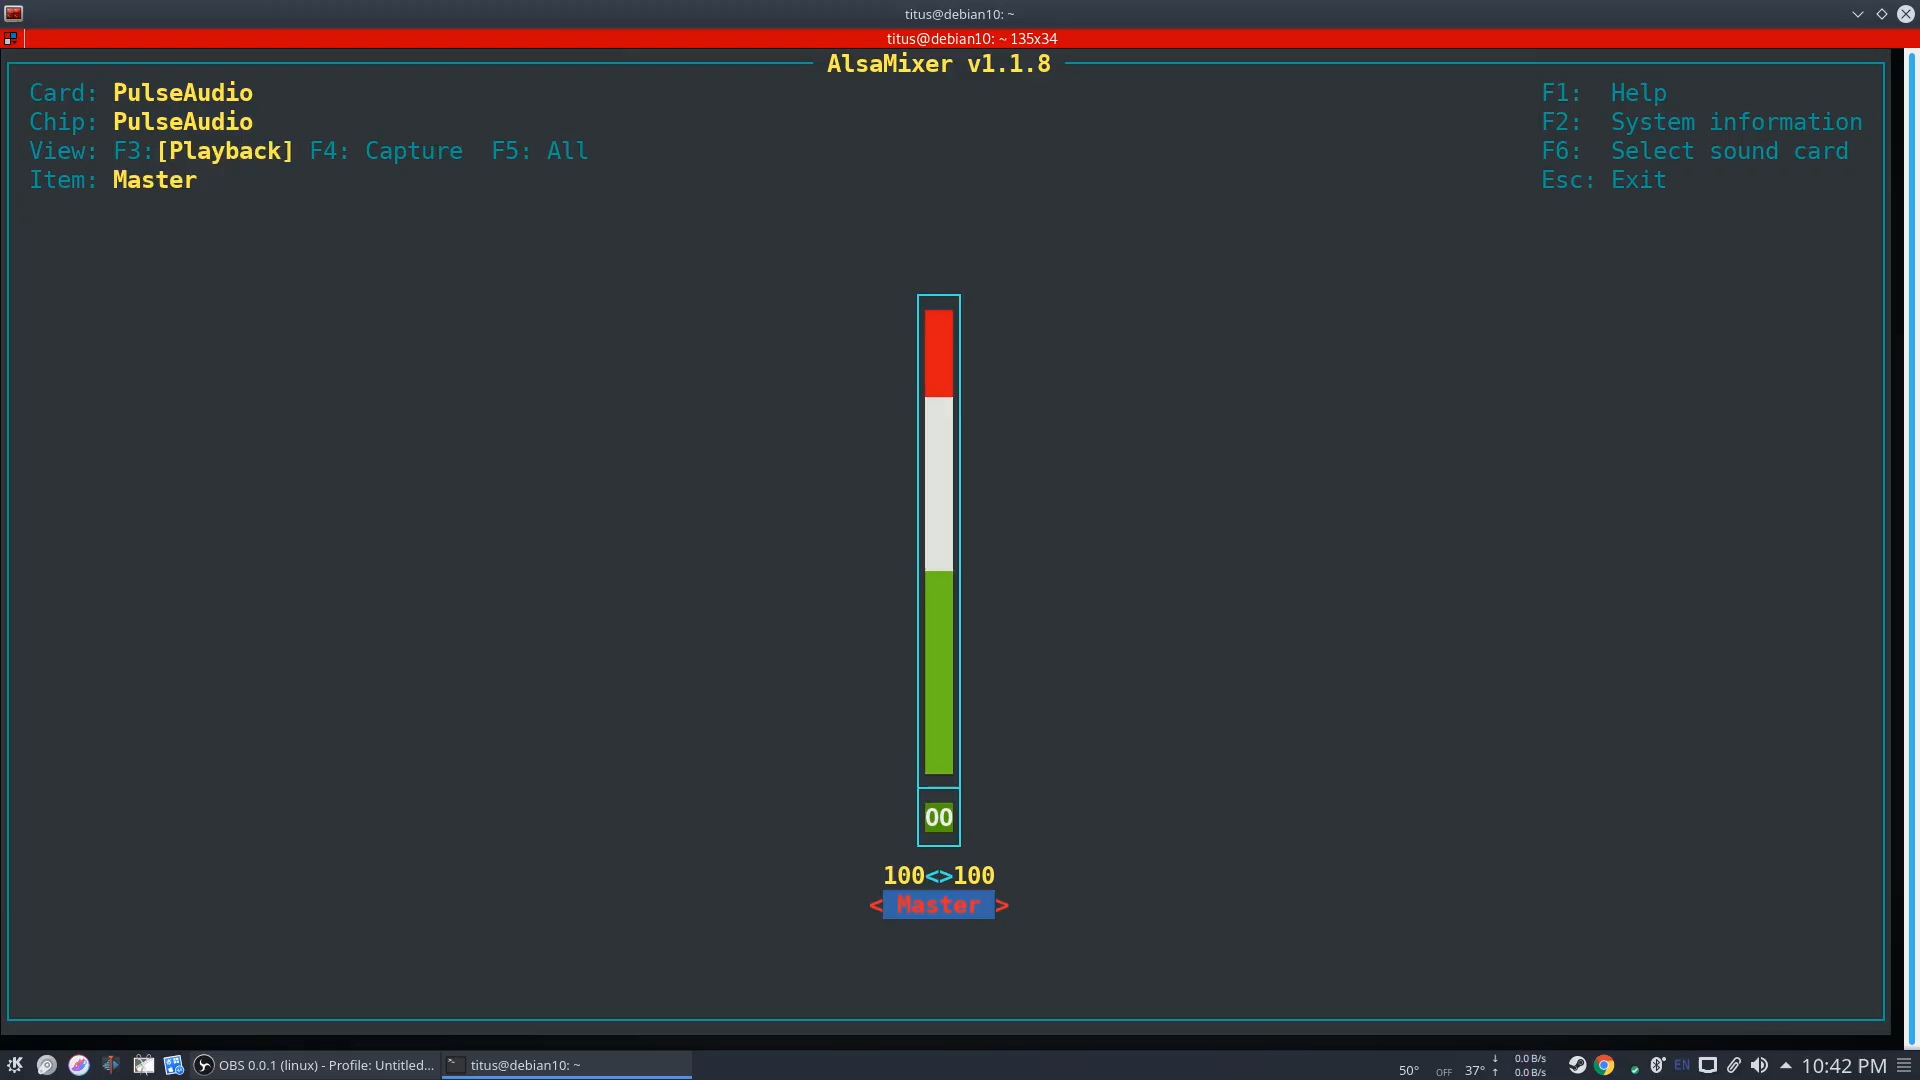 titus@debian10: ~
titus@debian10: ~ 135x34
AlsaMixer v1.1.8
Card: PulseAudio
Chip: PulseAudio
View: F3:[Playback] F4: Capture  F5: All
Item: Master
F1:  Help
F2:  System information
F6:  Select sound card
Esc: Exit
OO
100<>100
< Master >
OBS 0.0.1 (linux) - Profile: Untitled...
titus@debian10: ~
50° OFF 37°
↓ 0.0 B/s
↑ 0.0 B/s
EN
10:42 PM